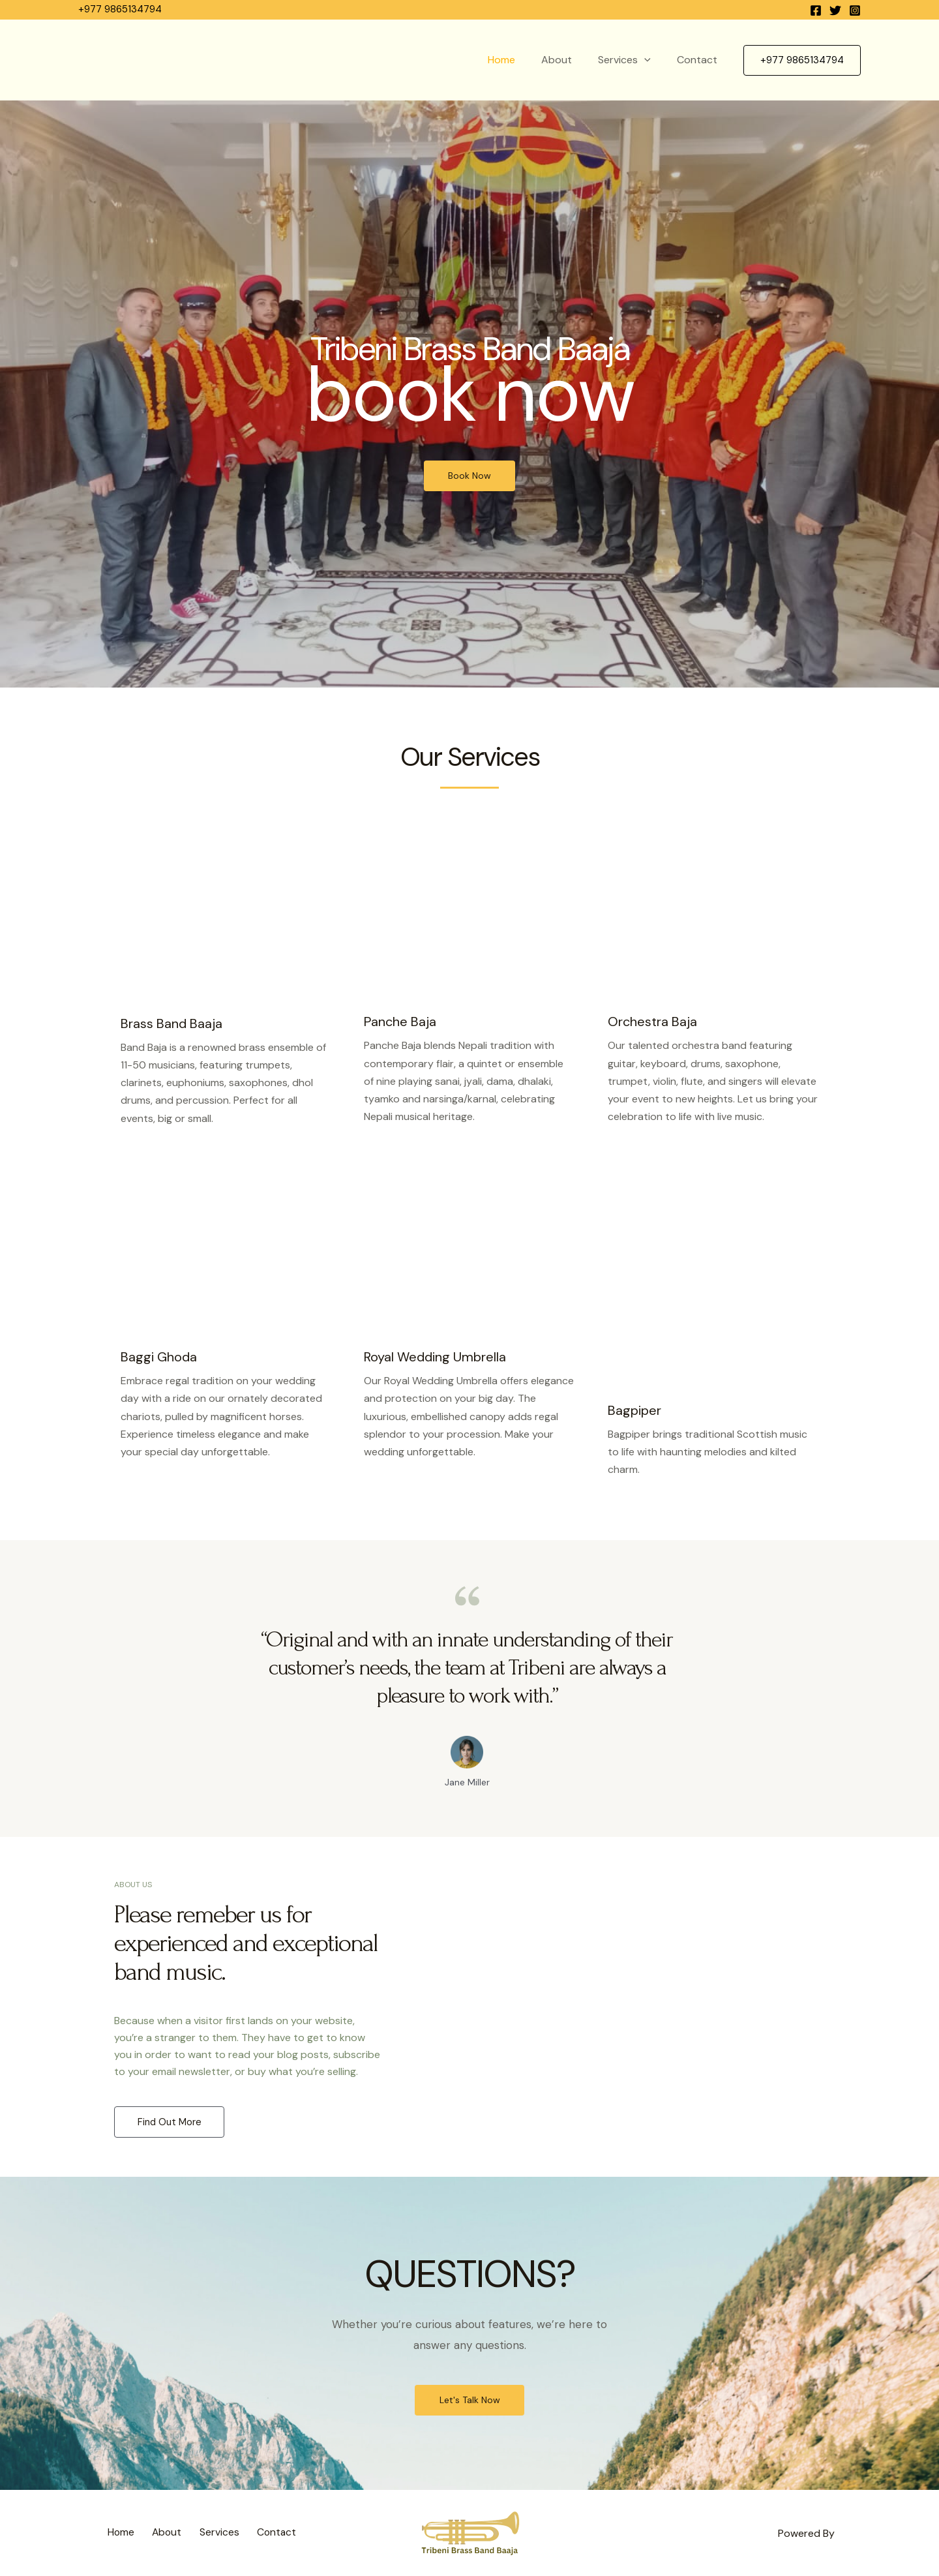 +977 9865134794
Home
About
Services
Contact
+977 9865134794
Tribeni Brass Band Baaja
book now
Book Now
Our Services
Brass Band Baaja
Band Baja is a renowned brass ensemble of
11-50 musicians, featuring trumpets,
clarinets, euphoniums, saxophones, dhol
drums, and percussion. Perfect for all
events, big or small.
Panche Baja
Panche Baja blends Nepali tradition with
contemporary flair, a quintet or ensemble
of nine playing sanai, jyali, dama, dhalaki,
tyamko and narsinga/karnal, celebrating
Nepali musical heritage.
Orchestra Baja
Our talented orchestra band featuring
guitar, keyboard, drums, saxophone,
trumpet, violin, flute, and singers will elevate
your event to new heights. Let us bring your
celebration to life with live music.
Baggi Ghoda
Embrace regal tradition on your wedding
day with a ride on our ornately decorated
chariots, pulled by magnificent horses.
Experience timeless elegance and make
your special day unforgettable.
Royal Wedding Umbrella
Our Royal Wedding Umbrella offers elegance
and protection on your big day. The
luxurious, embellished canopy adds regal
splendor to your procession. Make your
wedding unforgettable.
Bagpiper
Bagpiper brings traditional Scottish music
to life with haunting melodies and kilted
charm.
“Original and with an innate understanding of their
customer’s needs, the team at Tribeni are always a
pleasure to work with.”
Jane Miller
ABOUT US
Please remeber us for
experienced and exceptional
band music.
Because when a visitor first lands on your website,
you’re a stranger to them. They have to get to know
you in order to want to read your blog posts, subscribe
to your email newsletter, or buy what you’re selling.
Find Out More
QUESTIONS?
Whether you’re curious about features, we’re here to
answer any questions.
Let's Talk Now
Home
About
Services
Contact
Tribeni Brass Band Baaja
Powered By